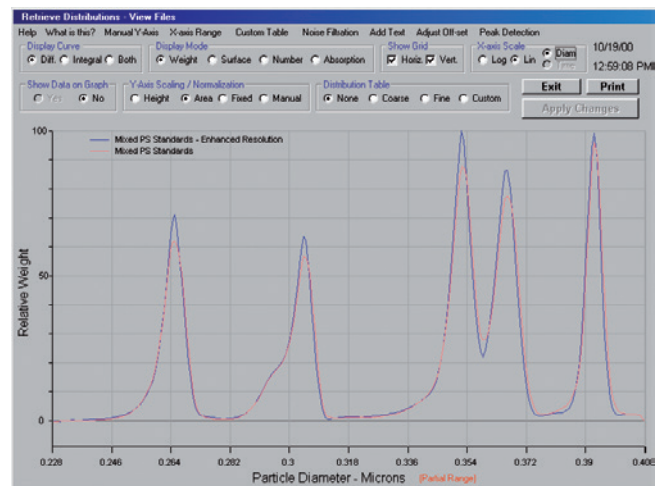 Retrieve Distributions - View Files
Help What is this? Manual Y-Axis X-axis Range Custom Table Noise Filtration Add Text Adjust Off-set Peak Detection
Display Curve Display Mode Show Grid X-axis Scale
Diff. Integral Both Weight Surface Number Absorption Horiz. Vert. Log Lin Diam Time 10/19/00
12:59:08 PM
Show Data on Graph Y-Axis Scaling / Normalization Distribution Table
Yes No Height Area Fixed Manual None Coarse Fine Custom
Exit Print
Apply Changes
100
Mixed PS Standards - Enhanced Resolution
Mixed PS Standards
50
Relative Weight
0
0.228 0.246 0.264 0.282 0.3 0.318 0.336 0.354 0.372 0.39 0.405
Particle Diameter - Microns (Partial Range)